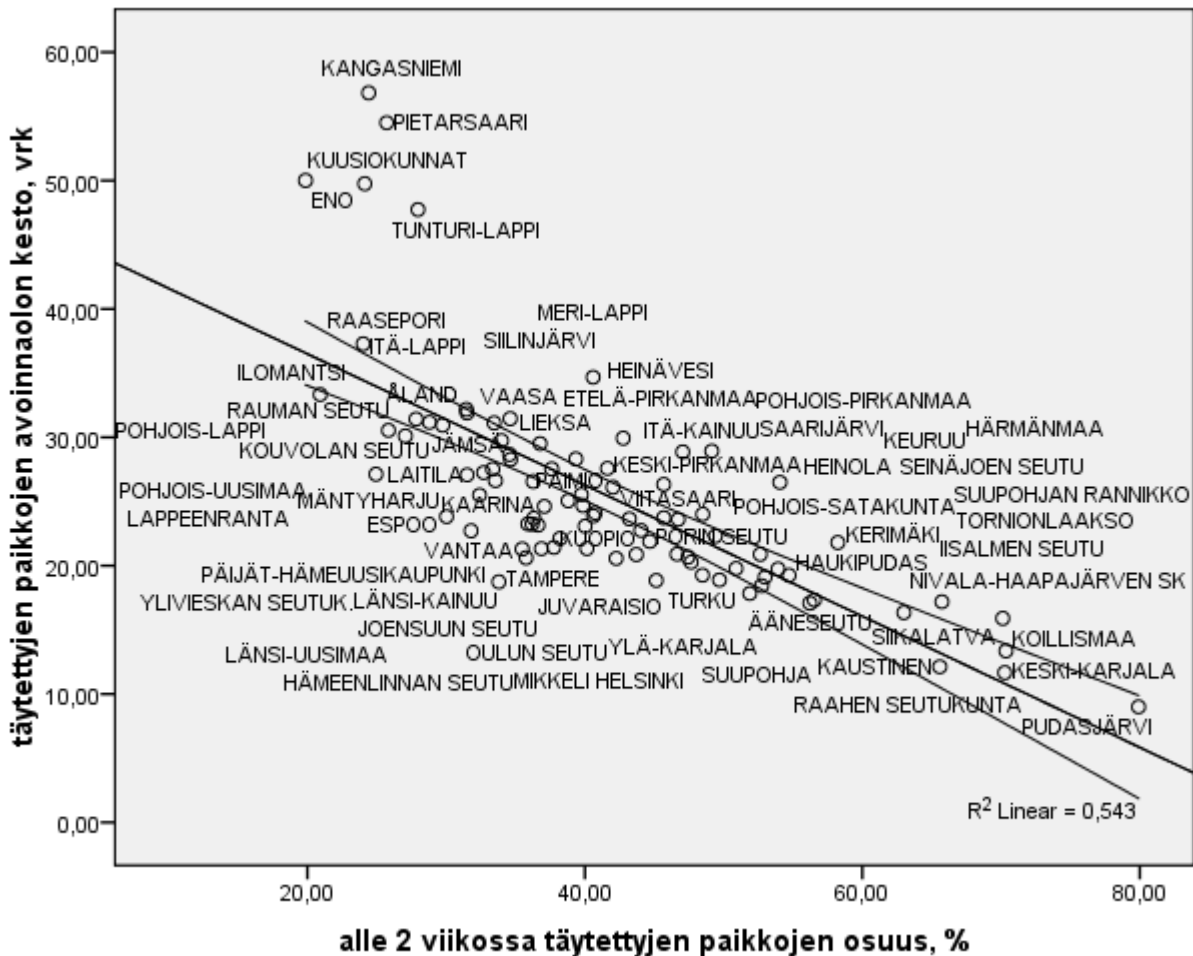 täytettyjen paikkojen avoinnaolon kesto, vrk
60,00
50,00
40,00
30,00
20,00
10,00
0,00
KANGASNIEMI
PIETARSAARI
KUUSIOKUNNAT
ENO
TUNTURI-LAPPI
MERI-LAPPI
RAASEPORI
ITÄ-LAPPI
SIILINJÄRVI
ILOMANTSI
HEINÄVESI
ÅLAND
VAASA
ETELÄ-PIRKANMAA
POHJOIS-PIRKANMAA
RAUMAN SEUTU
LIEKSA
ITÄ-KAINUU
SAARIJÄRVI
KEURUU
HÄRMÄNMAA
POHJOIS-LAPPI
KOUVOLAN SEUTU
JÄMSÄ
LAITILA
KESKI-PIRKANMAA
HEINOLA
SEINÄJOEN SEUTU
PAIMIO
POHJOIS-UUSIMAA
MÄNTYHARJU
KAARINA
VIITASAARI
POHJOIS-SATAKUNTA
SUUPOHJAN RANNIKKO
LAPPEENRANTA
ESPOO
KUOPIO
PORIN SEUTU
KERIMÄKI
TORNIONLAAKSO
VANTAA
HAUKIPUDAS
IISALMEN SEUTU
PÄIJÄT-HÄME
UUSIKAUPUNKI
TAMPERE
NIVALA-HAAPAJÄRVEN SK
YLIVIESKAN SEUTUK.
LÄNSI-KAINUU
JUVA
RAISIO
TURKU
JOENSUUN SEUTU
ÄÄNESEUTU
SIIKALATVA
KOILLISMAA
LÄNSI-UUSIMAA
OULUN SEUTU
YLÄ-KARJALA
SUUPOHJA
KAUSTINEN
KESKI-KARJALA
HÄMEENLINNAN SEUTU
MIKKELI
HELSINKI
RAAHEN SEUTUKUNTA
PUDASJÄRVI
R² Linear = 0,543
20,00
40,00
60,00
80,00
alle 2 viikossa täytettyjen paikkojen osuus, %